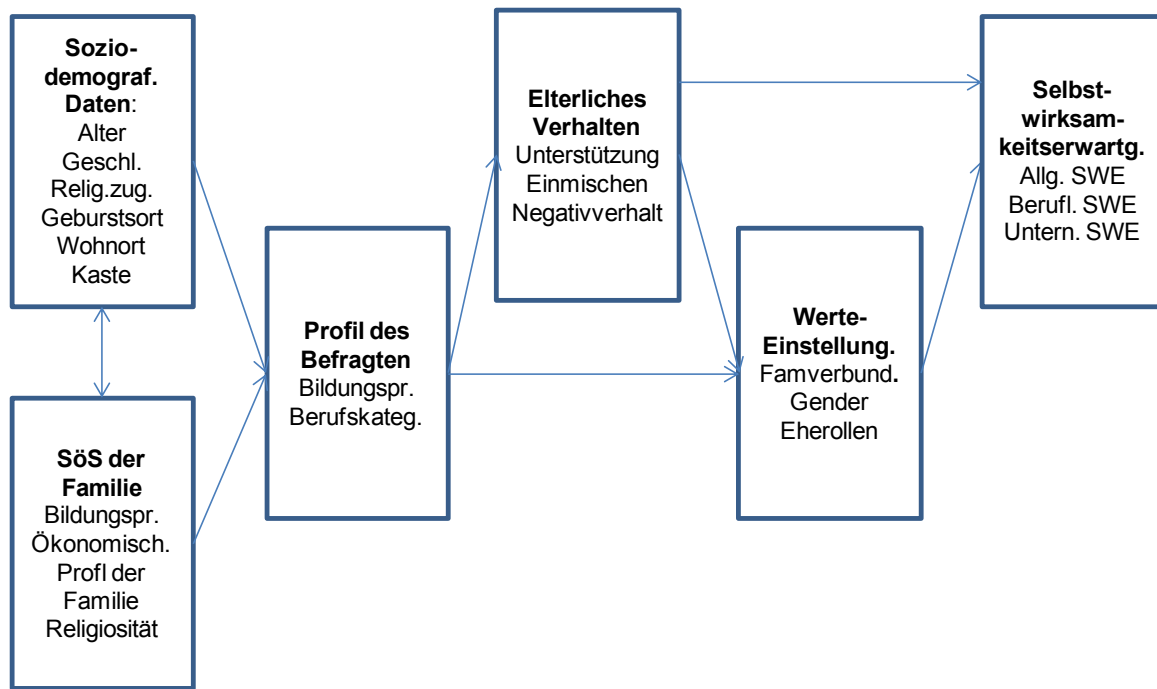 Sozio-
demograf.
Daten:
Alter
Geschl.
Relig.zug.
Geburstsort
Wohnort
Kaste
SöS der
Familie
Bildungspr.
Ökonomisch.
Profl der
Familie
Religiosität
Profil des
Befragten
Bildungspr.
Berufskateg.
Elterliches
Verhalten
Unterstützung
Einmischen
Negativverhalt
Werte-
Einstellung.
Famverbund.
Gender
Eherollen
Selbst-
wirksam-
keitserwartg.
Allg. SWE
Berufl. SWE
Untern. SWE